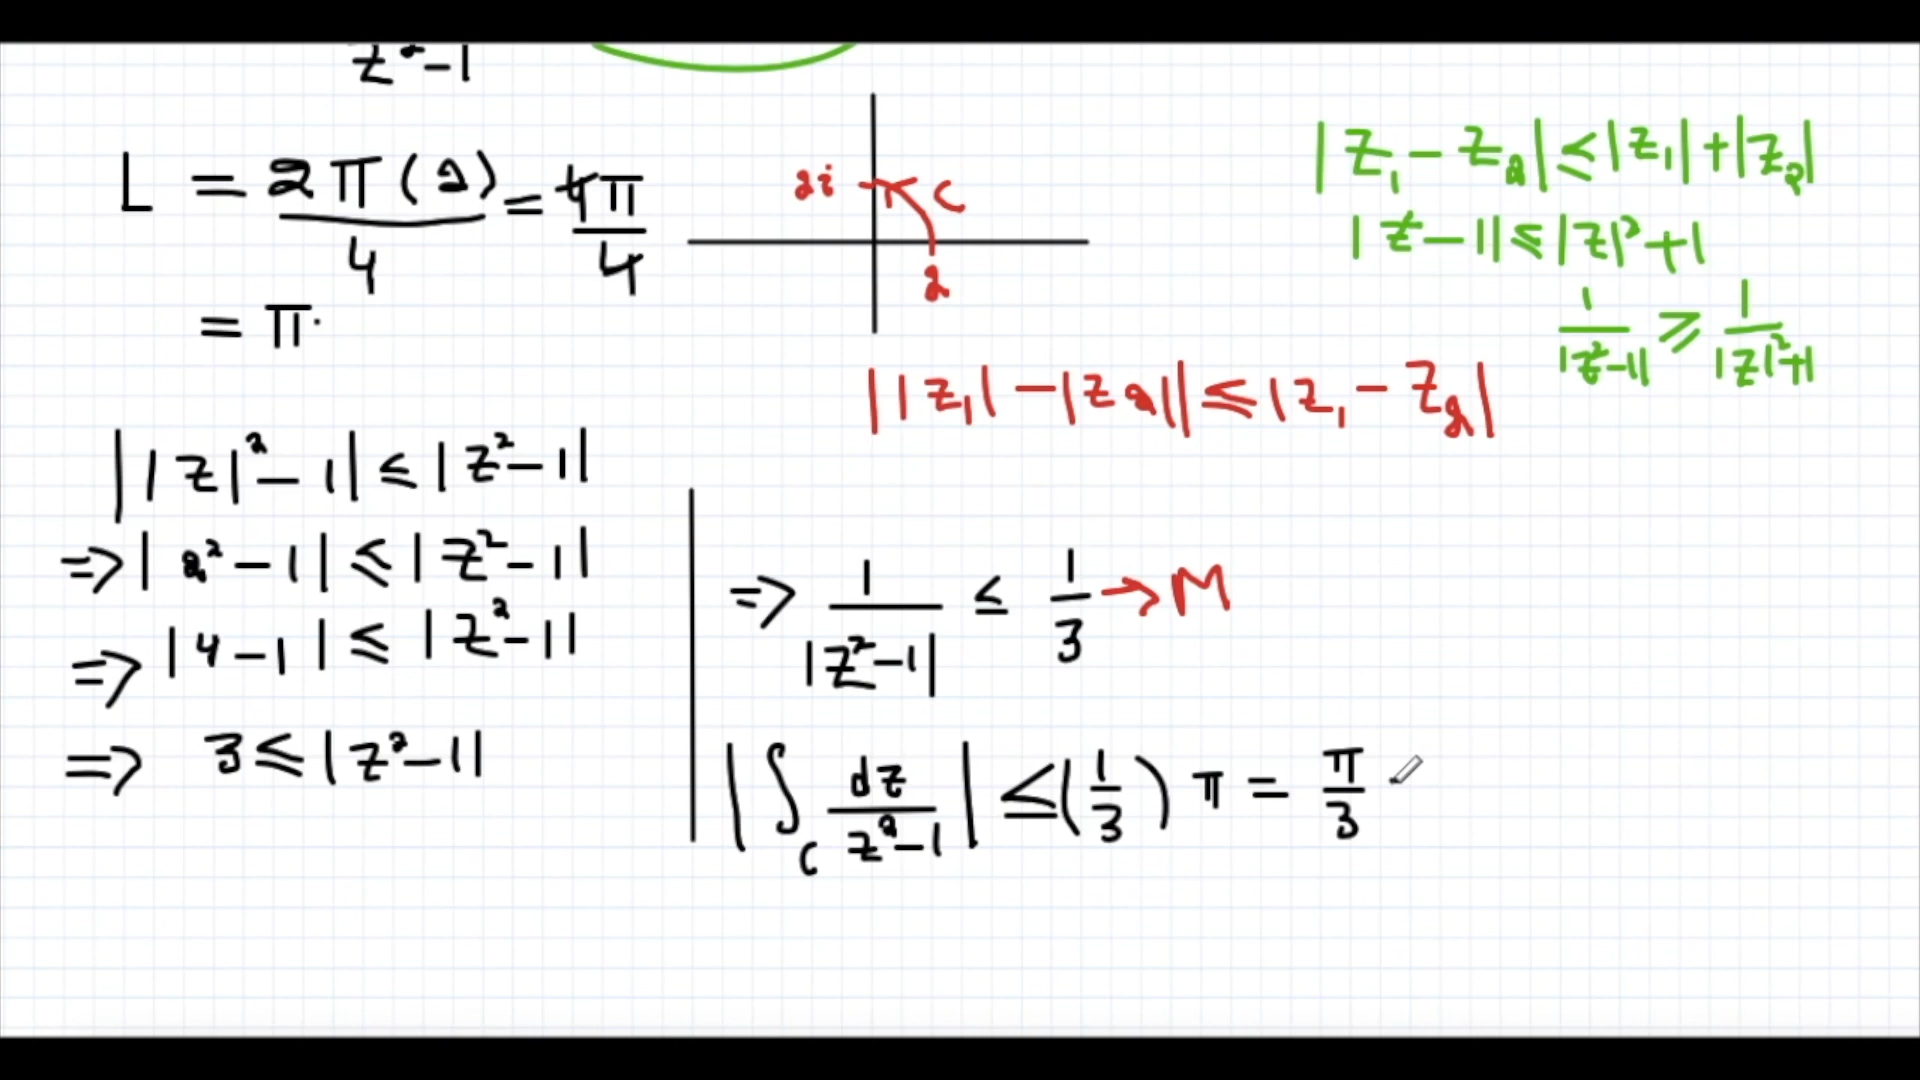 z²-1
L = 2π(2)/4 = 4π/4
= π.
2i
C
2
|z₁ - z₂| ≤ |z₁| + |z₂|
|z - 1| ≤ |z|² + 1
1/|z²-1| ≥ 1/|z|²+1
||z₁| - |z₂|| ≤ |z₁ - z₂|
||z|² - 1| ≤ |z² - 1|
=> |2² - 1| ≤ |z² - 1|
=> |4 - 1| ≤ |z² - 1|
=> 3 ≤ |z² - 1|
=> 1/|z²-1| ≤ 1/3 → M
|∫_C dz/z²-1| ≤ (1/3) π = π/3